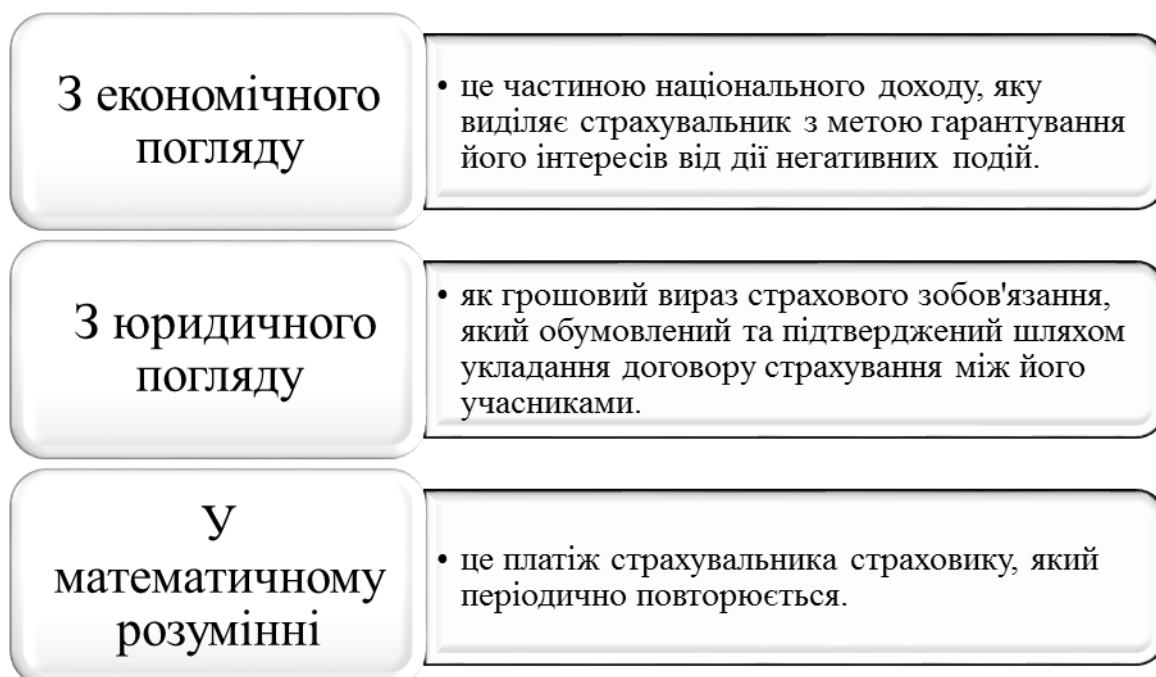 З економічного
погляду
• це частиною національного доходу, яку
виділяє страхувальник з метою гарантування
його інтересів від дії негативних подій.
З юридичного
погляду
• як грошовий вираз страхового зобов'язання,
який обумовлений та підтверджений шляхом
укладання договору страхування між його
учасниками.
У
математичному
розумінні
• це платіж страхувальника страховику, який
періодично повторюється.